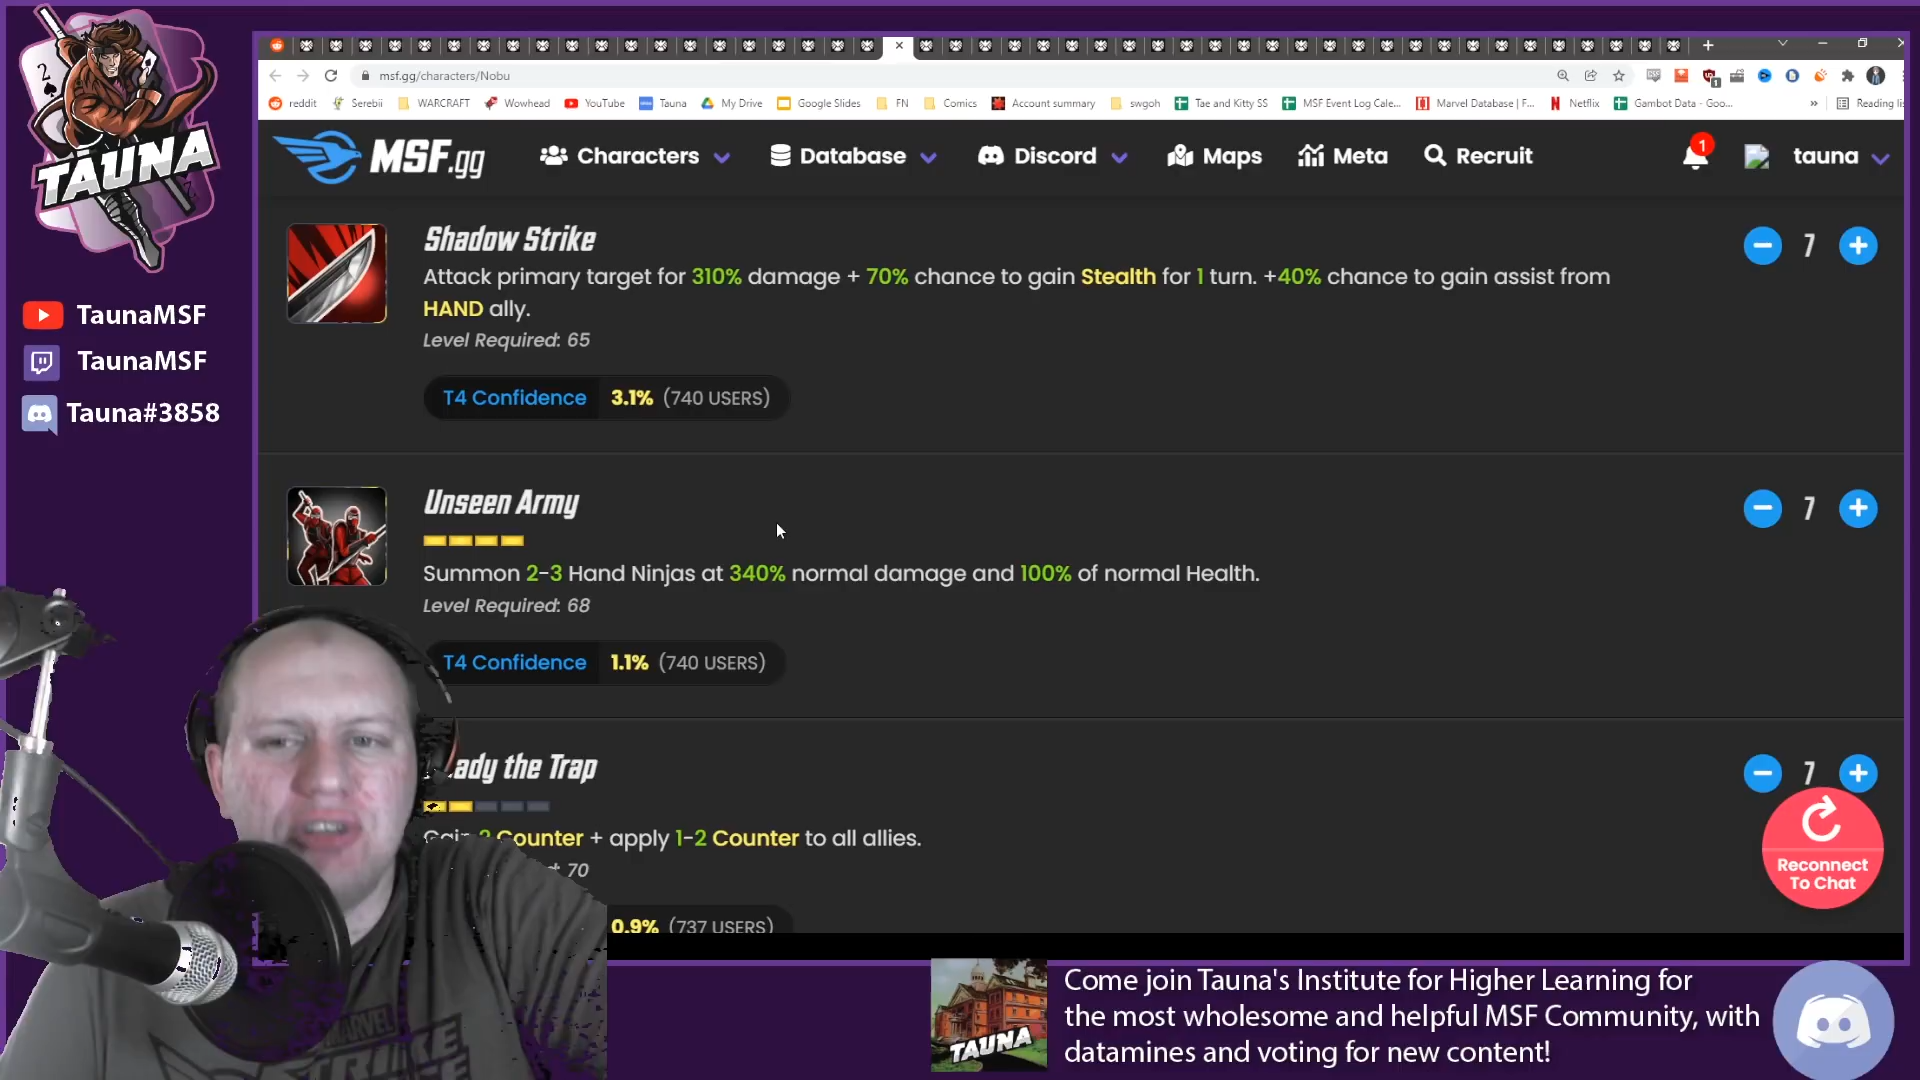 2
TAUNA
TaunaMSF
TaunaMSF
Tauna#3858
msf.gg/characters/Nobu
reddit Serebii WARCRAFT Wowhead YouTube Tauna My Drive Google Slides FN Comics Account summary swgoh Tae and Kitty SS MSF Event Log Cale... Marvel Database | F... Netflix Gambot Data - Goo... » Reading lis
MSF.gg Characters Database Discord Maps Meta Recruit 1 tauna
Shadow Strike
7
Attack primary target for 310% damage + 70% chance to gain Stealth for 1 turn. +40% chance to gain assist from
HAND ally.
Level Required: 65
T4 Confidence 3.1% (740 USERS)
Unseen Army
7
Summon 2-3 Hand Ninjas at 340% normal damage and 100% of normal Health.
Level Required: 68
T4 Confidence 1.1% (740 USERS)
ady the Trap
7
2 Counter + apply 1-2 Counter to all allies.
70
0.9% (737 USERS)
Reconnect
To Chat
MARVEL
STRIKE
TAUNA
Come join Tauna's Institute for Higher Learning for
the most wholesome and helpful MSF Community, with
datamines and voting for new content!